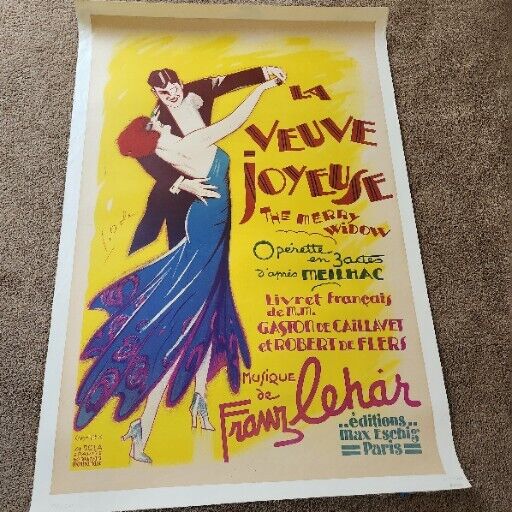 LA
VEUVE
JOYEUSE
THE MERRY
WIDOW
Opérette en 3 actes
d'après MEILHAC
Livret français
de M.M.
GASTON DE CAILLAVET
et ROBERT DE FLERS
MUSIQUE
de
Franz Lehár
..éditions..
Max Eschig
Paris